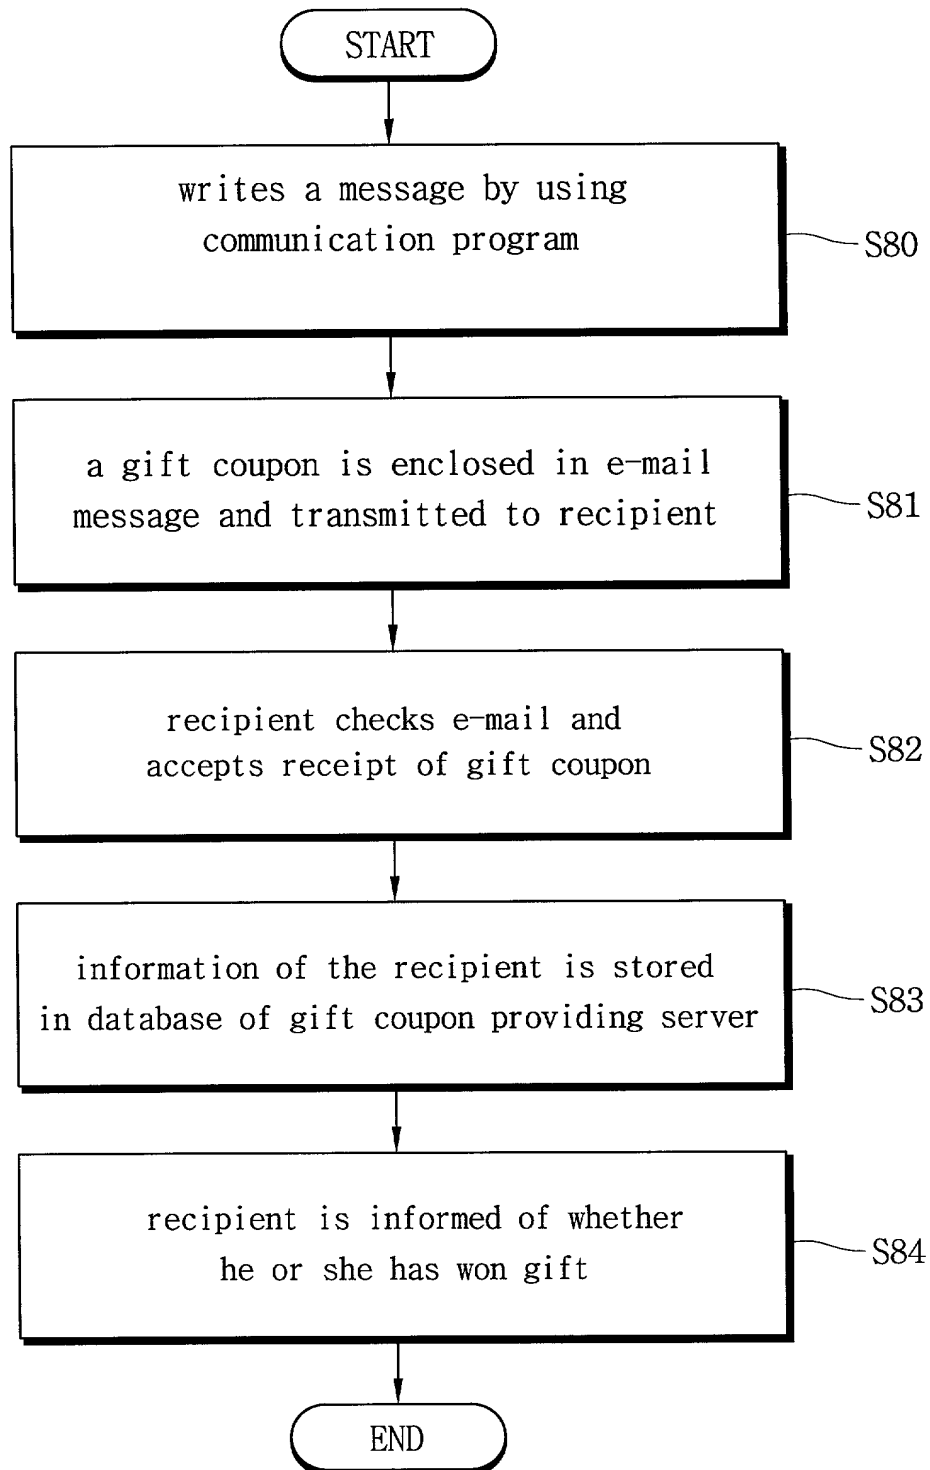 START
writes a message by using
communication program
S80
a gift coupon is enclosed in e-mail
message and transmitted to recipient
S81
recipient checks e-mail and
accepts receipt of gift coupon
S82
information of the recipient is stored
in database of gift coupon providing server
S83
recipient is informed of whether
he or she has won gift
S84
END